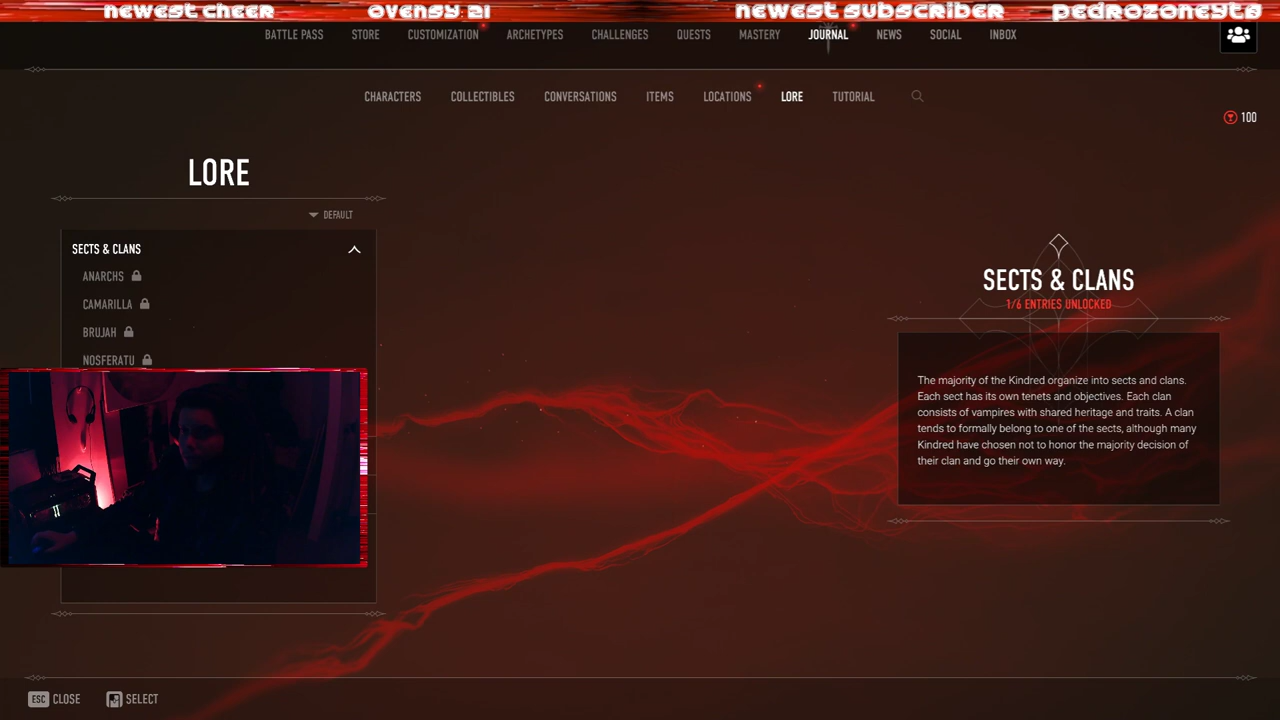 newest cheer
ovensy 21
newest subscriber
pedrozoneyt8
BATTLE PASS
STORE
CUSTOMIZATION
ARCHETYPES
CHALLENGES
QUESTS
MASTERY
JOURNAL
NEWS
SOCIAL
INBOX
CHARACTERS
COLLECTIBLES
CONVERSATIONS
ITEMS
LOCATIONS
LORE
TUTORIAL
100
LORE
DEFAULT
SECTS & CLANS
ANARCHS
CAMARILLA
BRUJAH
NOSFERATU
SECTS & CLANS
1/6 ENTRIES UNLOCKED
The majority of the Kindred organize into sects and clans.
Each sect has its own tenets and objectives. Each clan
consists of vampires with shared heritage and traits. A clan
tends to formally belong to one of the sects, although many
Kindred have chosen not to honor the majority decision of
their clan and go their own way.
ESC CLOSE
SELECT